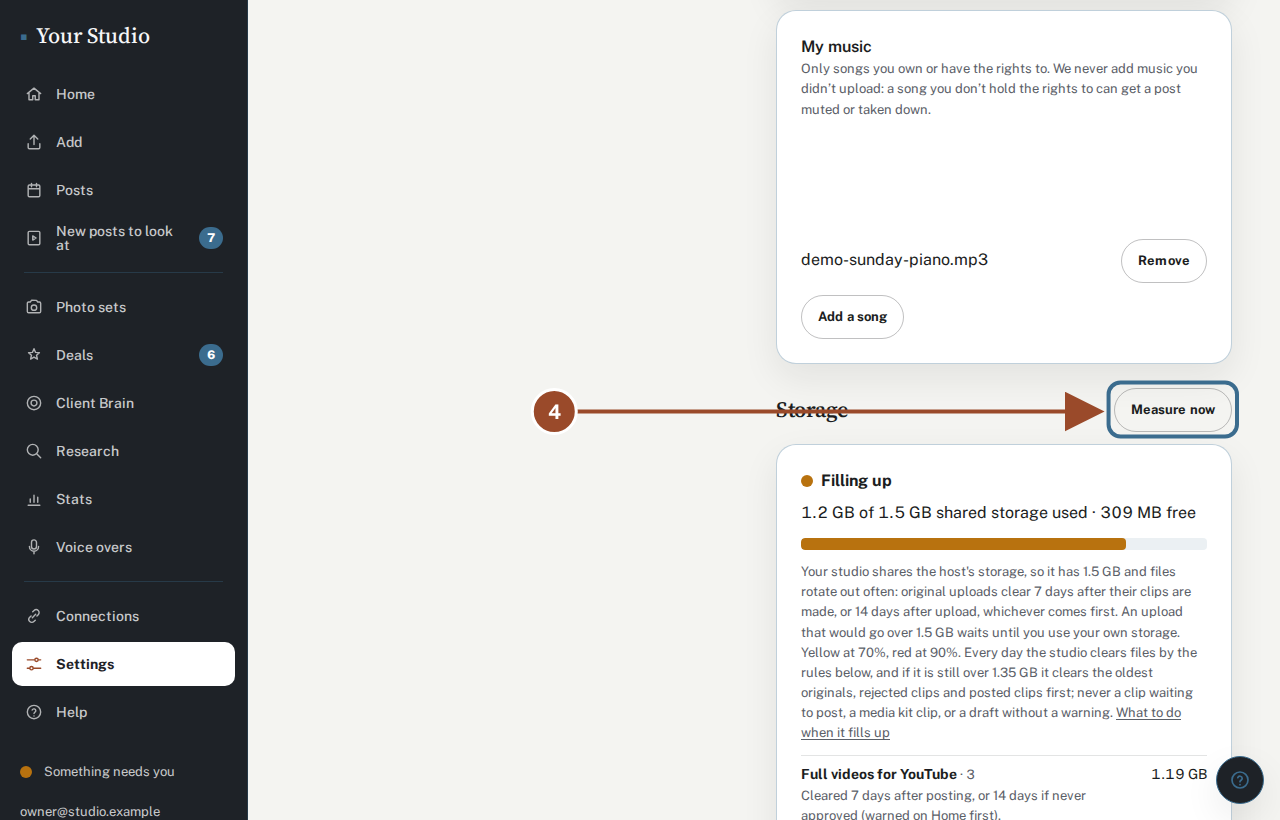 Your Studio
Home
Add
Posts
New posts to look
at
7
Photo sets
Deals
6
Client Brain
Research
Stats
Voice overs
Connections
Settings
Help
Something needs you
owner@studio.example
My music
Only songs you own or have the rights to. We never add music you
didn’t upload: a song you don’t hold the rights to can get a post
muted or taken down.
demo-sunday-piano.mp3
Remove
Add a song
4
Storage
Measure now
Filling up
1.2 GB of 1.5 GB shared storage used · 309 MB free
Your studio shares the host’s storage, so it has 1.5 GB and files
rotate out often: original uploads clear 7 days after their clips are
made, or 14 days after upload, whichever comes first. An upload
that would go over 1.5 GB waits until you use your own storage.
Yellow at 70%, red at 90%. Every day the studio clears files by the
rules below, and if it is still over 1.35 GB it clears the oldest
originals, rejected clips and posted clips first; never a clip waiting
to post, a media kit clip, or a draft without a warning. What to do
when it fills up
Full videos for YouTube · 3
1.19 GB
Cleared 7 days after posting, or 14 days if never
approved (warned on Home first).